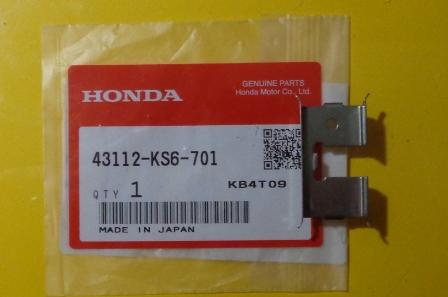 GENUINE PARTS
HONDA
Honda Motor Co., Ltd.
43112-KS6-701
QTY 1
KB4T09
MADE IN JAPAN